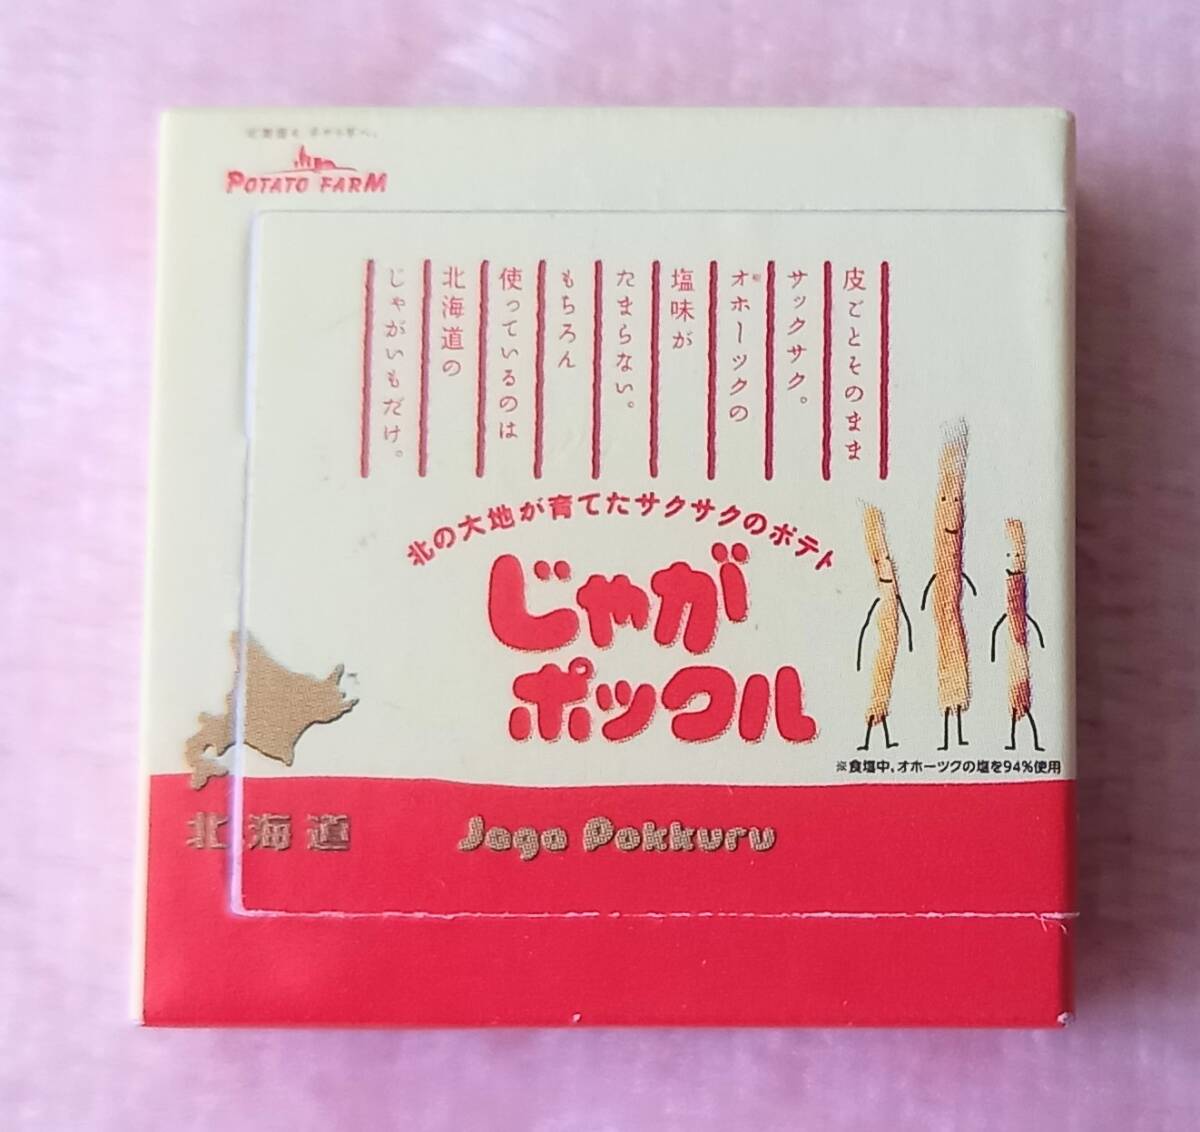 POTATO FARM
皮ごとそのまま
サックサク。
オホーツクの
塩味が
たまらない。
もちろん
使っているのは
北海道の
じゃがいもだけ。
北の大地が育てたサクサクのポテト
じゃが
ポックル
※食塩中、オホーツクの塩を94%使用
北海道
Jaga Pokkuru